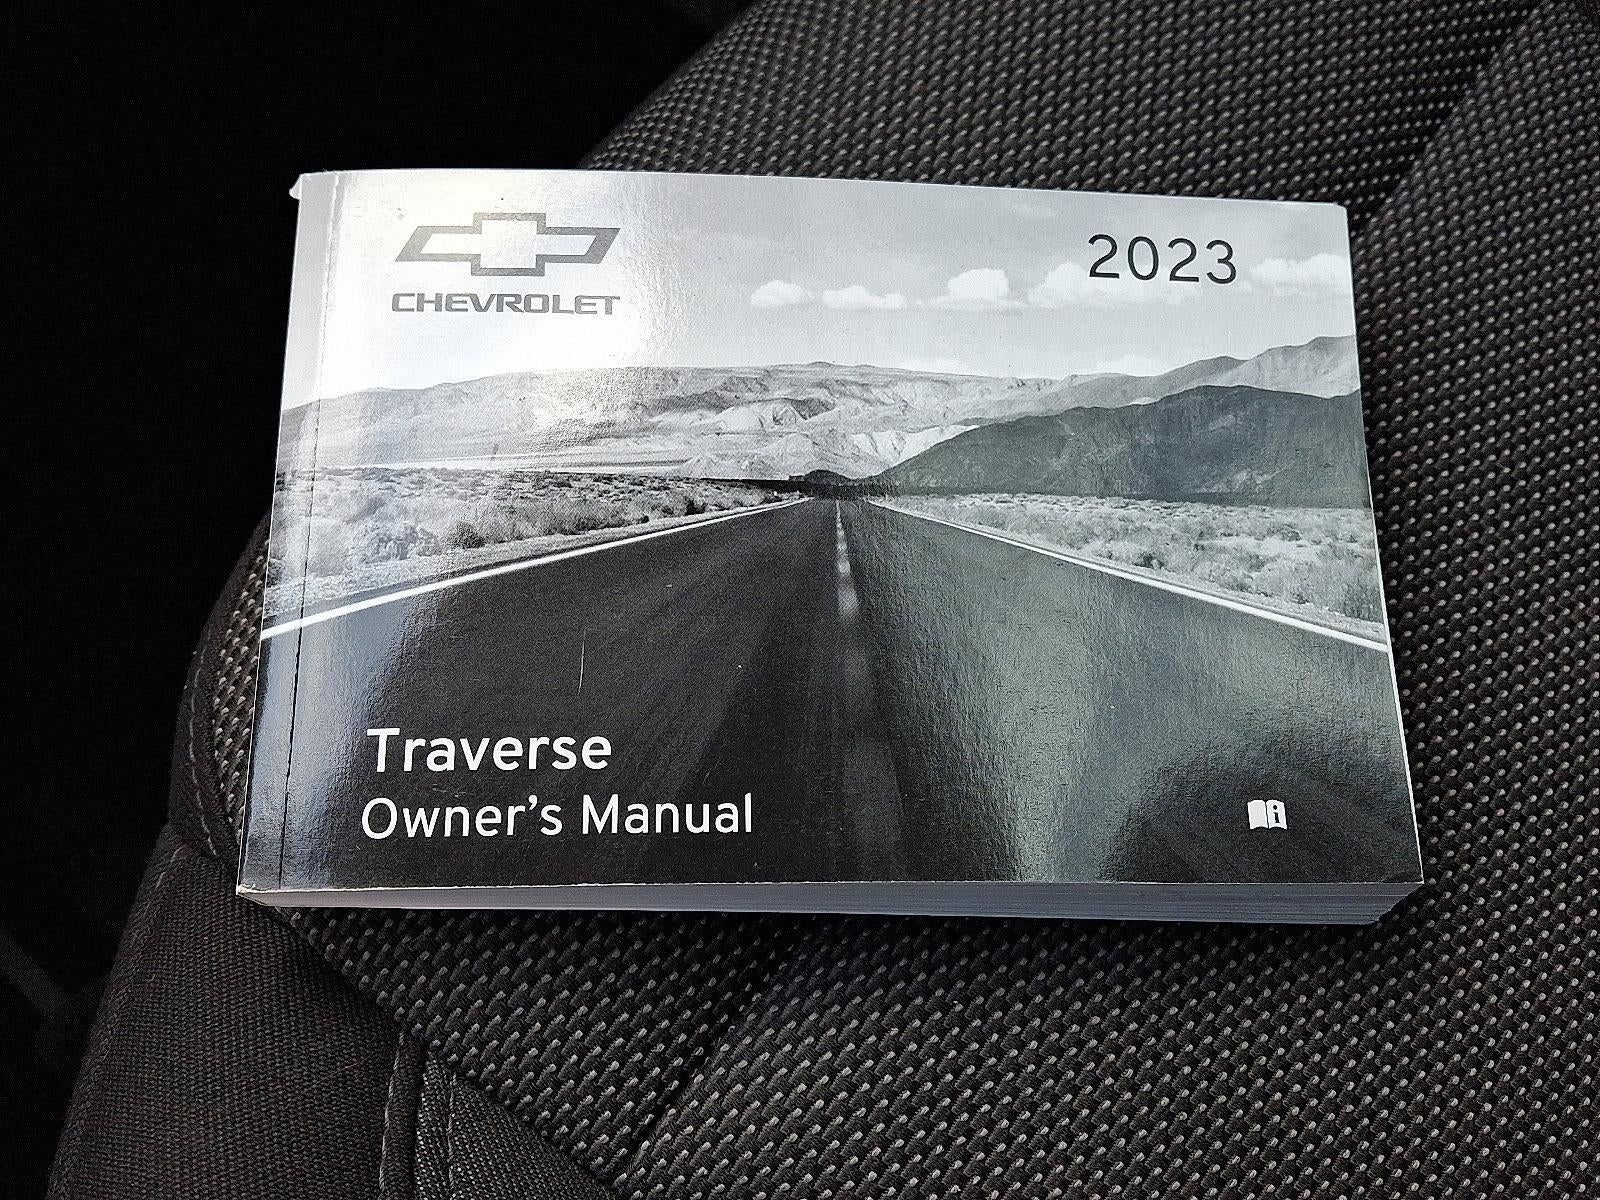 CHEVROLET
2023
Traverse
Owner's Manual